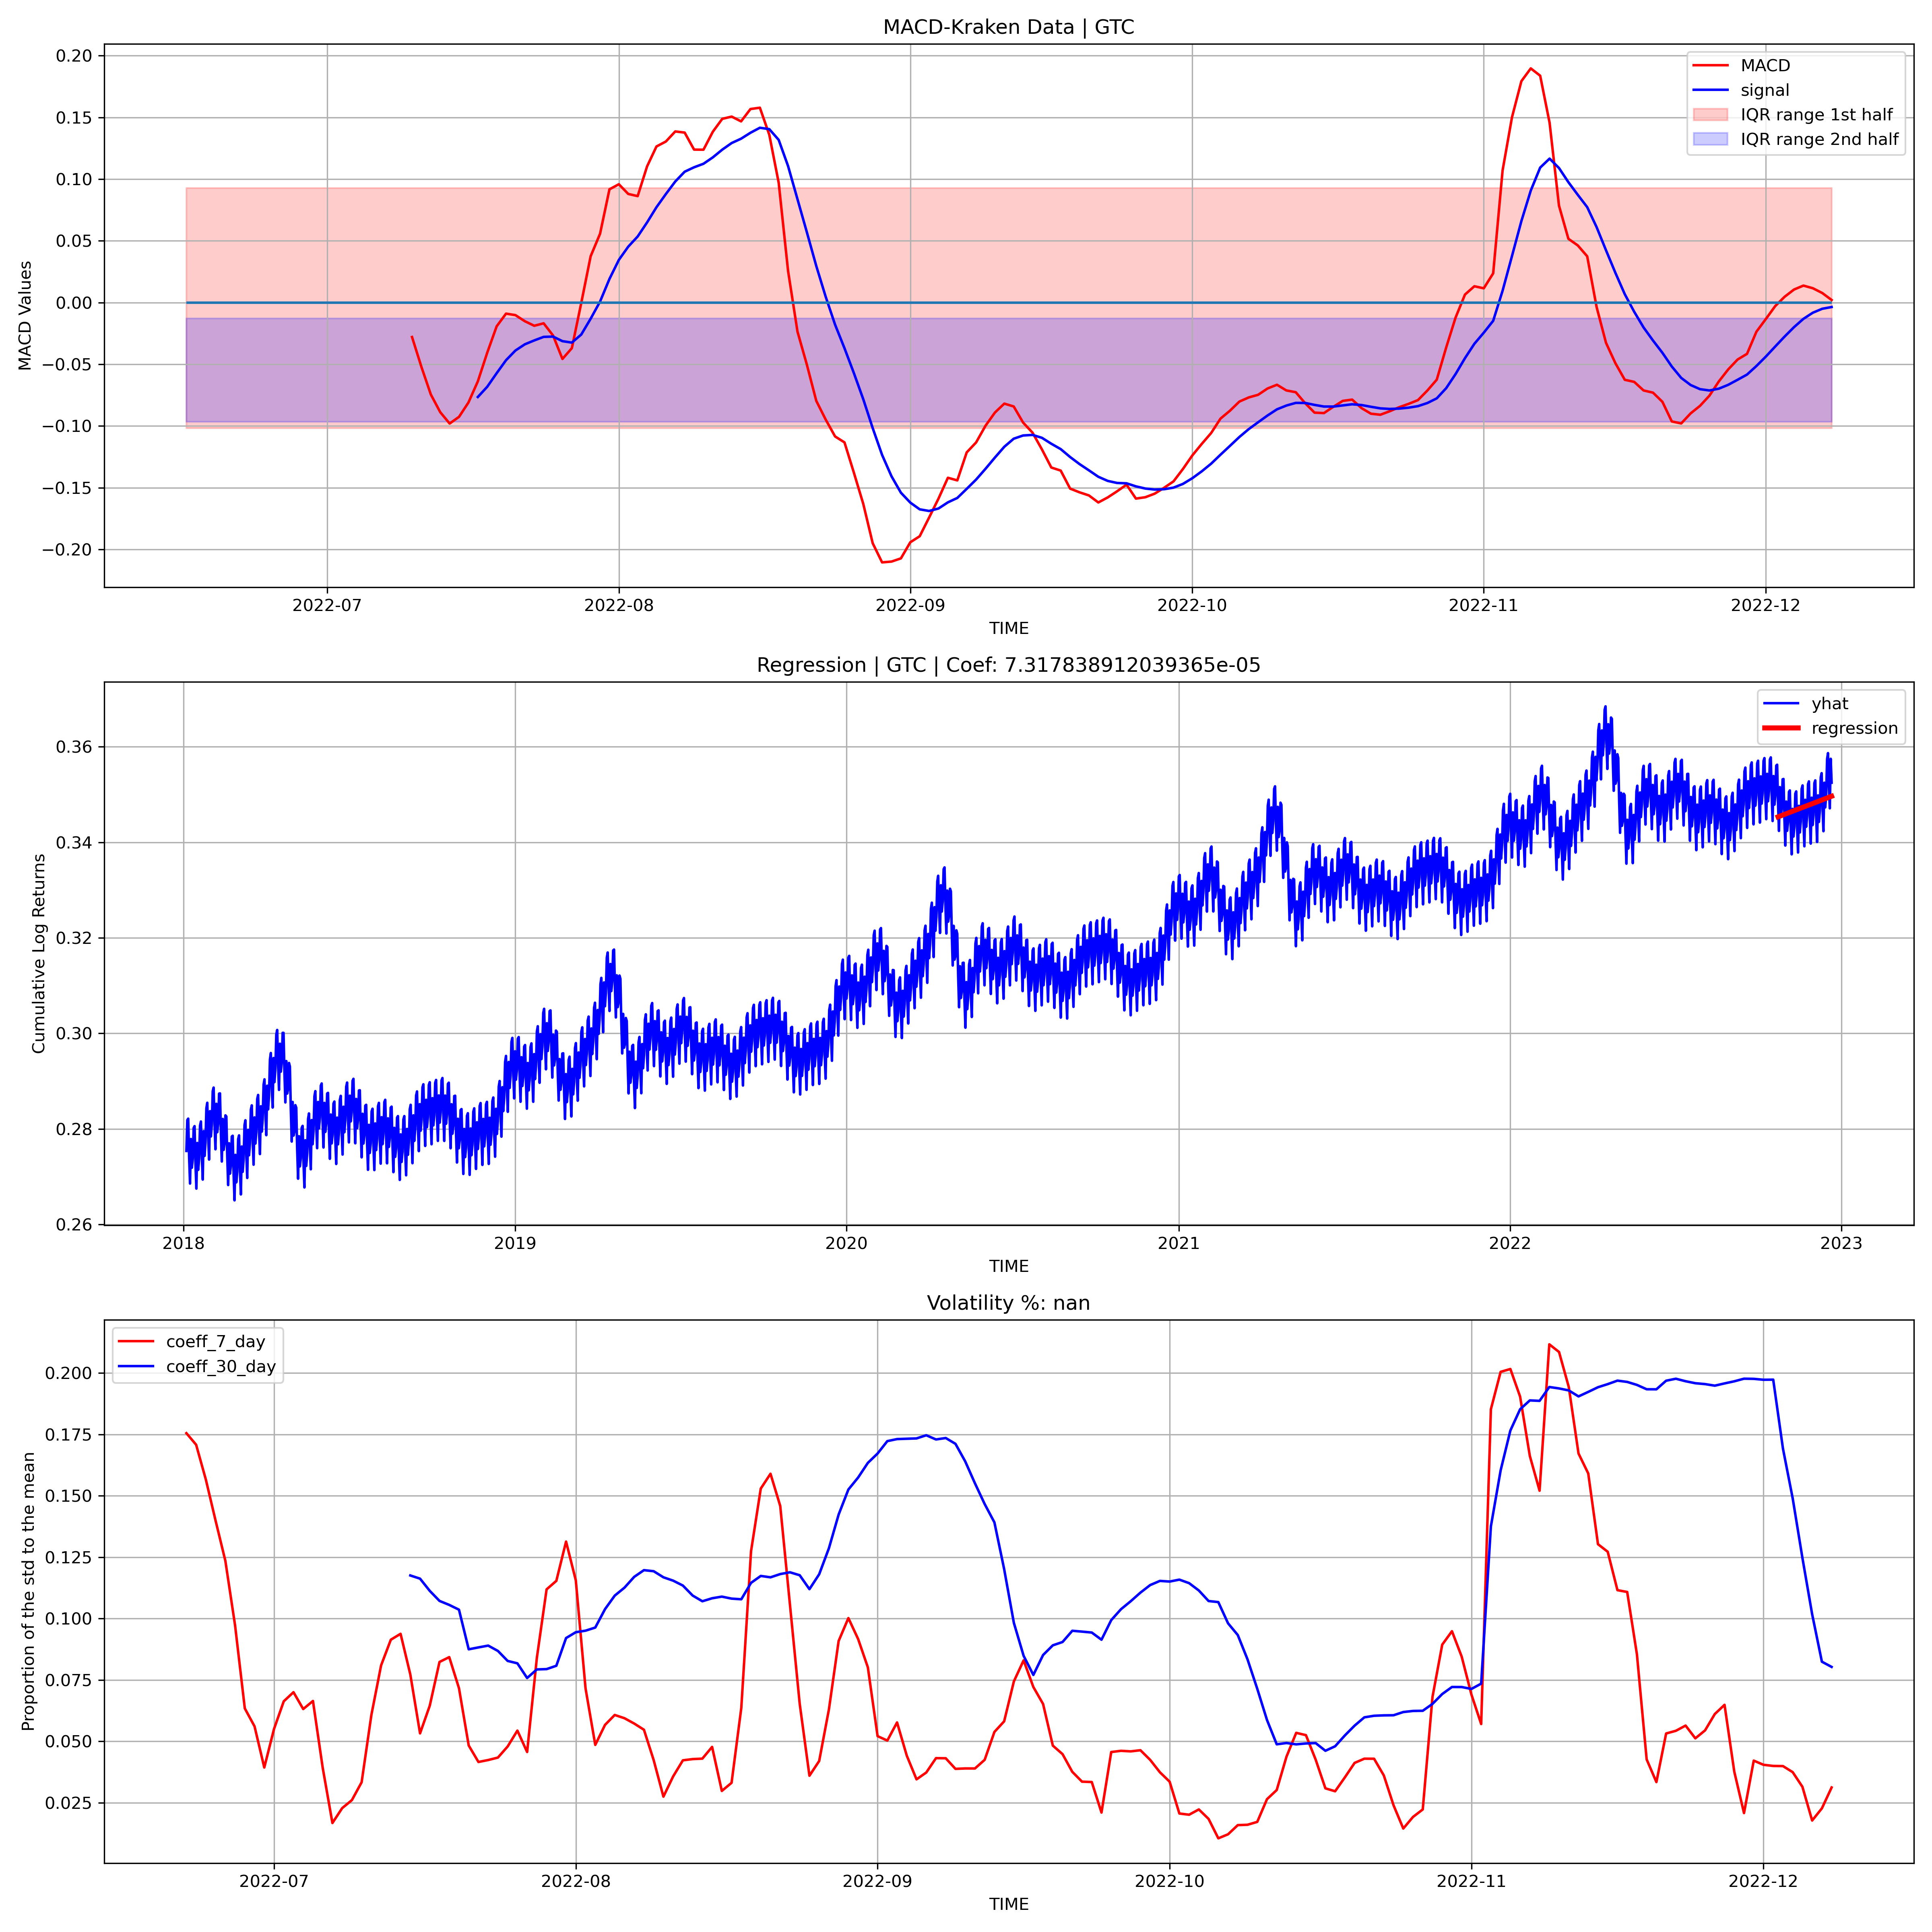 MACD-Kraken Data | GTC
MACD Values
0.20
0.15
0.10
0.05
0.00
−0.05
−0.10
−0.15
−0.20
MACD
signal
IQR range 1st half
IQR range 2nd half
2022-07 2022-08 2022-09 2022-10 2022-11 2022-12
TIME
Regression | GTC | Coef: 7.317838912039365e-05
Cumulative Log Returns
0.36
0.34
0.32
0.30
0.28
0.26
yhat
regression
2018 2019 2020 2021 2022 2023
TIME
Volatility %: nan
Proportion of the std to the mean
0.200
0.175
0.150
0.125
0.100
0.075
0.050
0.025
coeff_7_day
coeff_30_day
2022-07 2022-08 2022-09 2022-10 2022-11 2022-12
TIME